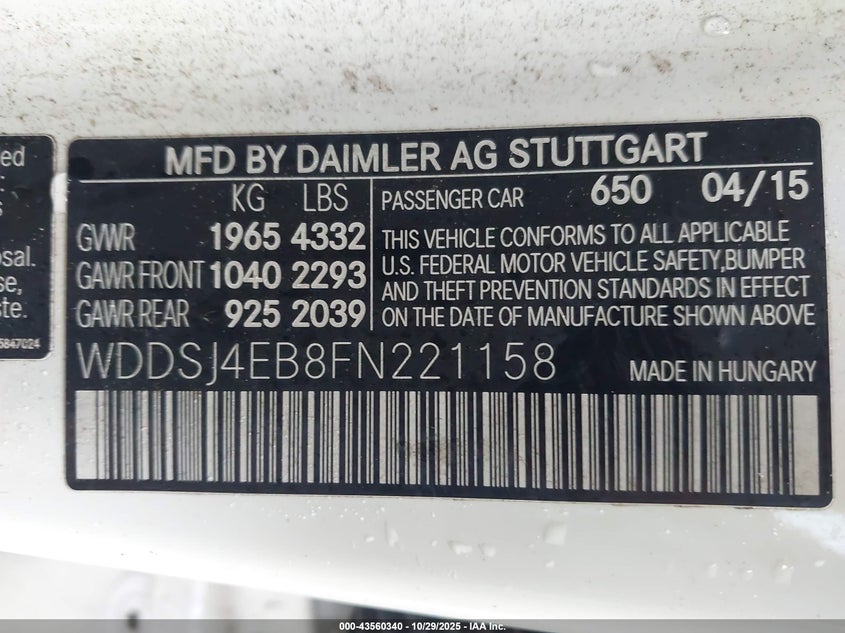 ed
r:
s
osal.
se,
ste.
5847024
MFD BY DAIMLER AG STUTTGART
KG LBS
GVWR 1965 4332
GAWR FRONT 1040 2293
GAWR REAR 925 2039
PASSENGER CAR 650 04/15
THIS VEHICLE CONFORMS TO ALL APPLICABLE
U.S. FEDERAL MOTOR VEHICLE SAFETY,BUMPER
AND THEFT PREVENTION STANDARDS IN EFFECT
ON THE DATE OF MANUFACTURE SHOWN ABOVE
WDDSJ4EB8FN221158 MADE IN HUNGARY
000-43560340 - 10/29/2025 - IAA Inc.